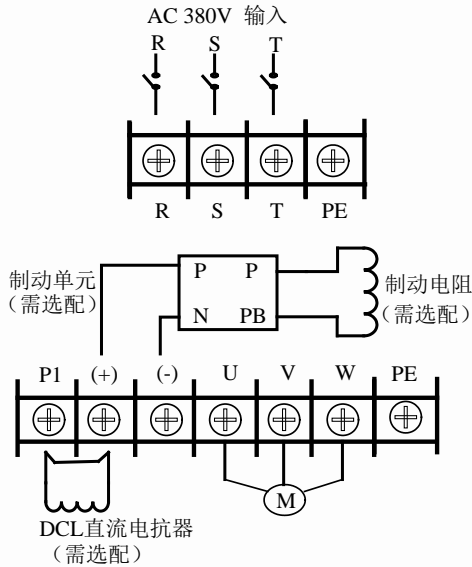 AC 380V 输入
R S T
R S T PE
制动单元
（需选配）
P P
N PB
制动电阻
（需选配）
P1 (+) (-) U V W PE
M
DCL直流电抗器
（需选配）